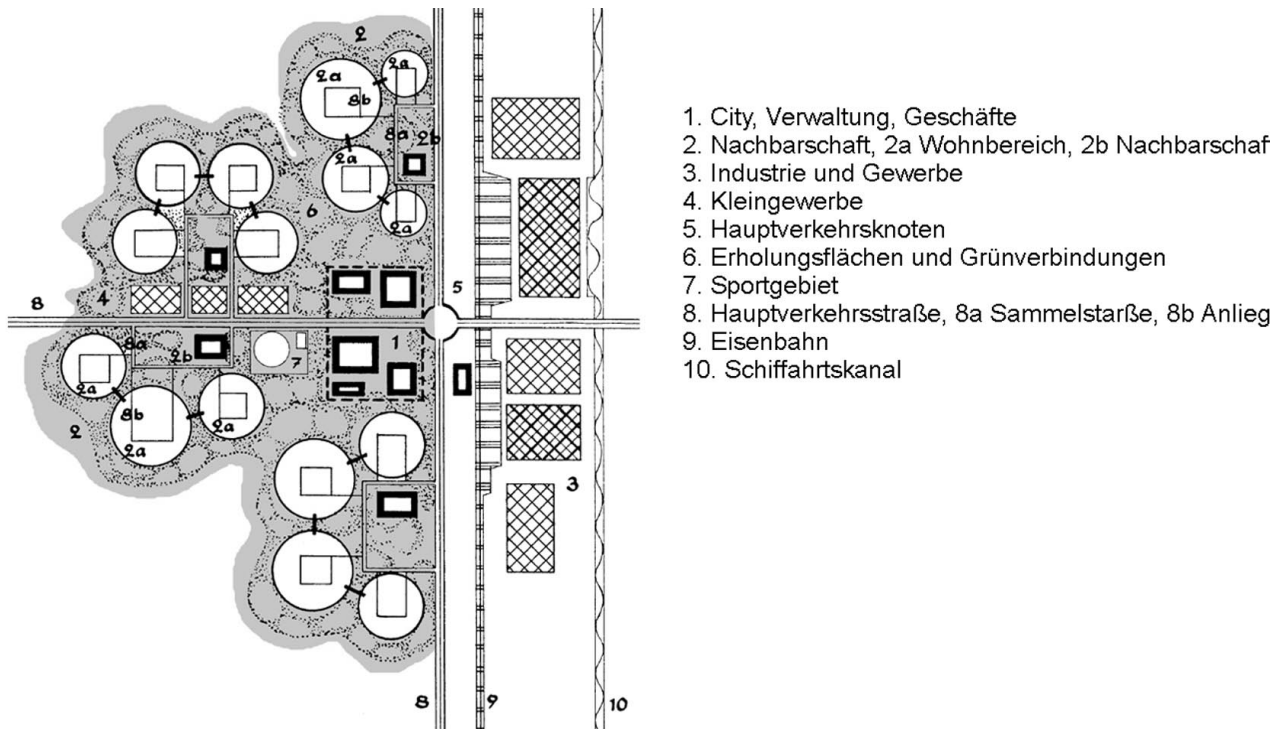 2
2a
2a
8b
8a
2b
2a
2a
6
4
5
8
8a
2b
7
1
2a
8b
2a
2a
2
3
8
9
10
1. City, Verwaltung, Geschäfte
2. Nachbarschaft, 2a Wohnbereich, 2b Nachbarschaf
3. Industrie und Gewerbe
4. Kleingewerbe
5. Hauptverkehrsknoten
6. Erholungsflächen und Grünverbindungen
7. Sportgebiet
8. Hauptverkehrsstraße, 8a Sammelstarße, 8b Anlieg
9. Eisenbahn
10. Schiffahrtskanal